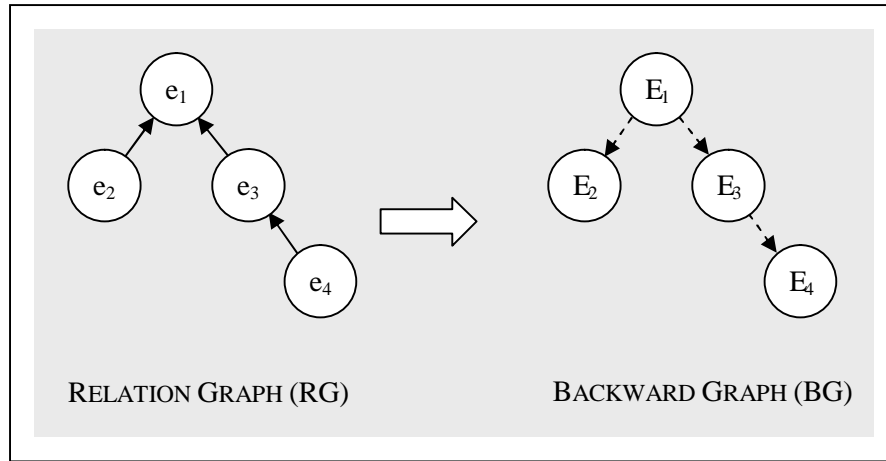 e₁ E₁
e₂ e₃ E₂ E₃
e₄ E₄
RELATION GRAPH (RG) BACKWARD GRAPH (BG)